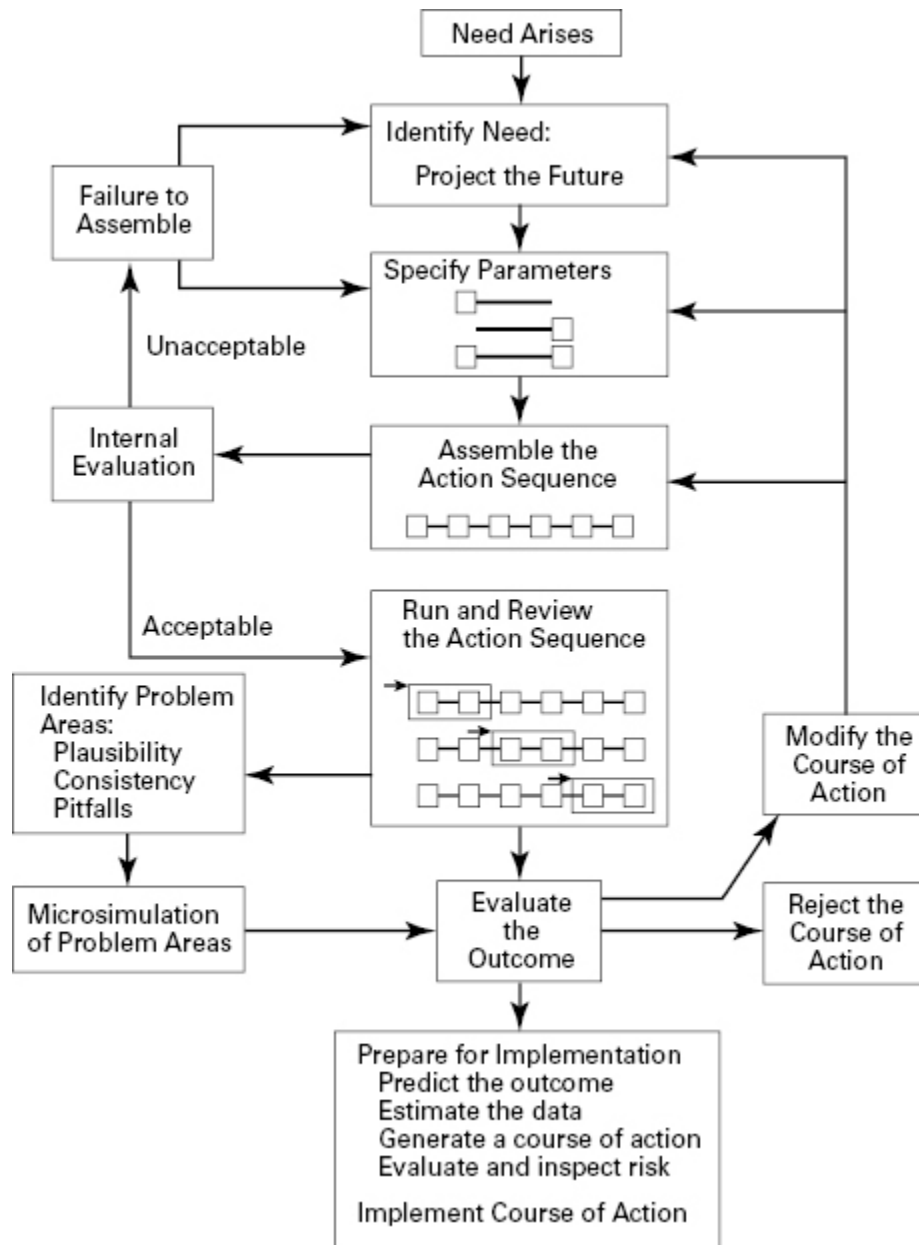 Need Arises
Identify Need:
Project the Future
Failure to
Assemble
Specify Parameters
Unacceptable
Internal
Evaluation
Assemble the
Action Sequence
Acceptable
Run and Review
the Action Sequence
Identify Problem
Areas:
Plausibility
Consistency
Pitfalls
Modify the
Course of
Action
Microsimulation
of Problem Areas
Evaluate
the
Outcome
Reject the
Course of
Action
Prepare for Implementation
Predict the outcome
Estimate the data
Generate a course of action
Evaluate and inspect risk
Implement Course of Action